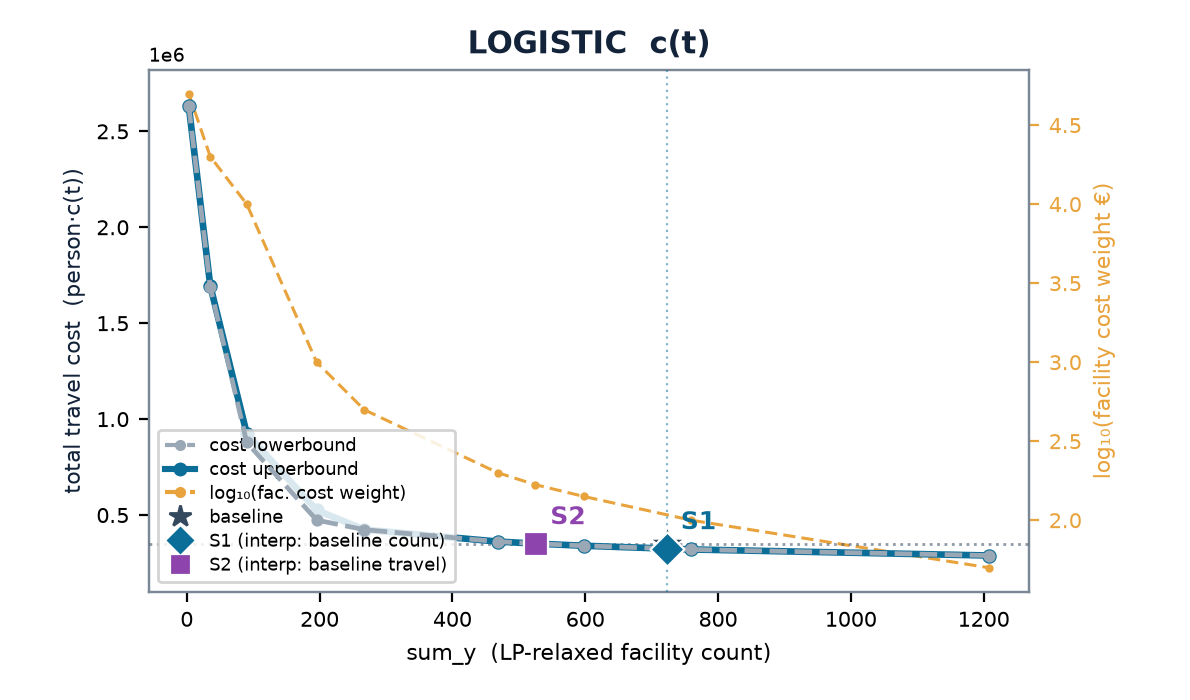 LOGISTIC c(t)
1e6
2.5
2.0
1.5
1.0
0.5
total travel cost (person·c(t))
4.5
4.0
3.5
3.0
2.5
2.0
log₁₀(facility cost weight €)
cost lowerbound
cost upperbound
log₁₀(fac. cost weight)
baseline
S1 (interp: baseline count)
S2 (interp: baseline travel)
S2
S1
0
200
400
600
800
1000
1200
sum_y (LP-relaxed facility count)